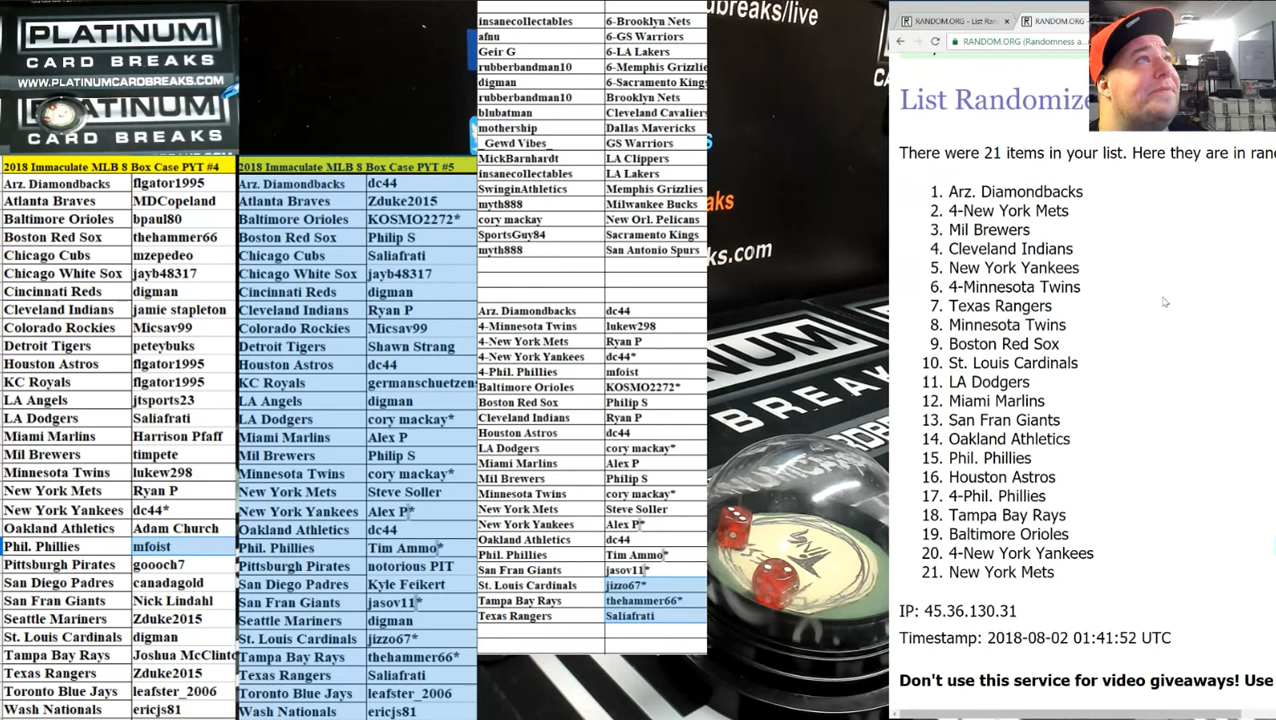 PLATINUM
CARD BREAKS
WWW.PLATINUMCARDBREAKS.COM
PLATINUM
CARD BREAKS
2018 Immaculate MLB 8 Box Case PYT #4
Arz. Diamondbacks flgator1995
Atlanta Braves MDCopeland
Baltimore Orioles bpaul80
Boston Red Sox thehammer66
Chicago Cubs mzepedeo
Chicago White Sox jayb48317
Cincinnati Reds digman
Cleveland Indians jamie stapleton
Colorado Rockies Micsav99
Detroit Tigers peteybuks
Houston Astros flgator1995
KC Royals flgator1995
LA Angels jtsports23
LA Dodgers Saliafrati
Miami Marlins Harrison Pfaff
Mil Brewers timpete
Minnesota Twins lukew298
New York Mets Ryan P
New York Yankees dc44*
Oakland Athletics Adam Church
Phil. Phillies mfoist
Pittsburgh Pirates goooch7
San Diego Padres canadagold
San Fran Giants Nick Lindahl
Seattle Mariners Zduke2015
St. Louis Cardinals digman
Tampa Bay Rays Joshua McClinto
Texas Rangers Zduke2015
Toronto Blue Jays leafster_2006
Wash Nationals ericjs81
2018 Immaculate MLB 8 Box Case PYT #5
Arz. Diamondbacks dc44
Atlanta Braves Zduke2015
Baltimore Orioles KOSMO2272*
Boston Red Sox Philip S
Chicago Cubs Saliafrati
Chicago White Sox jayb48317
Cincinnati Reds digman
Cleveland Indians Ryan P
Colorado Rockies Micsav99
Detroit Tigers Shawn Strang
Houston Astros dc44
KC Royals germanschuetzen
LA Angels digman
LA Dodgers cory mackay*
Miami Marlins Alex P
Mil Brewers Philip S
Minnesota Twins cory mackay*
New York Mets Steve Soller
New York Yankees Alex P*
Oakland Athletics dc44
Phil. Phillies Tim Ammo*
Pittsburgh Pirates notorious PIT
San Diego Padres Kyle Feikert
San Fran Giants jasov11*
Seattle Mariners digman
St. Louis Cardinals jizzo67*
Tampa Bay Rays thehammer66*
Texas Rangers Saliafrati
Toronto Blue Jays leafster_2006
Wash Nationals ericjs81
insanecollectables 6-Brooklyn Nets
afnu 6-GS Warriors
Geir G 6-LA Lakers
rubberbandman10 6-Memphis Grizzlie
digman 6-Sacramento Kings
rubberbandman10 Brooklyn Nets
blubatman Cleveland Cavalier
mothership Dallas Mavericks
_Gewd Vibes_ GS Warriors
MickBarnhardt LA Clippers
insanecollectables LA Lakers
SwinginAthletics Memphis Grizzlies
myth888 Milwaukee Bucks
cory mackay New Orl. Pelicans
SportsGuy84 Sacramento Kings
myth888 San Antonio Spurs
Arz. Diamondbacks dc44
4-Minnesota Twins lukew298
4-New York Mets Ryan P
4-New York Yankees dc44*
4-Phil. Phillies mfoist
Baltimore Orioles KOSMO2272*
Boston Red Sox Philip S
Cleveland Indians Ryan P
Houston Astros dc44
LA Dodgers cory mackay*
Miami Marlins Alex P
Mil Brewers Philip S
Minnesota Twins cory mackay*
New York Mets Steve Soller
New York Yankees Alex P*
Oakland Athletics dc44
Phil. Phillies Tim Ammo*
San Fran Giants jasov11*
St. Louis Cardinals jizzo67*
Tampa Bay Rays thehammer66*
Texas Rangers Saliafrati
breaks/live
ks.com
BREA
RANDOM.ORG - List Ran
RANDOM.ORG
RANDOM.ORG (Randomness a...
List Randomize
There were 21 items in your list. Here they are in ran
1. Arz. Diamondbacks
2. 4-New York Mets
3. Mil Brewers
4. Cleveland Indians
5. New York Yankees
6. 4-Minnesota Twins
7. Texas Rangers
8. Minnesota Twins
9. Boston Red Sox
10. St. Louis Cardinals
11. LA Dodgers
12. Miami Marlins
13. San Fran Giants
14. Oakland Athletics
15. Phil. Phillies
16. Houston Astros
17. 4-Phil. Phillies
18. Tampa Bay Rays
19. Baltimore Orioles
20. 4-New York Yankees
21. New York Mets
IP: 45.36.130.31
Timestamp: 2018-08-02 01:41:52 UTC
Don't use this service for video giveaways! Use